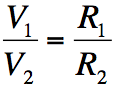 V₁/V₂ = R₁/R₂